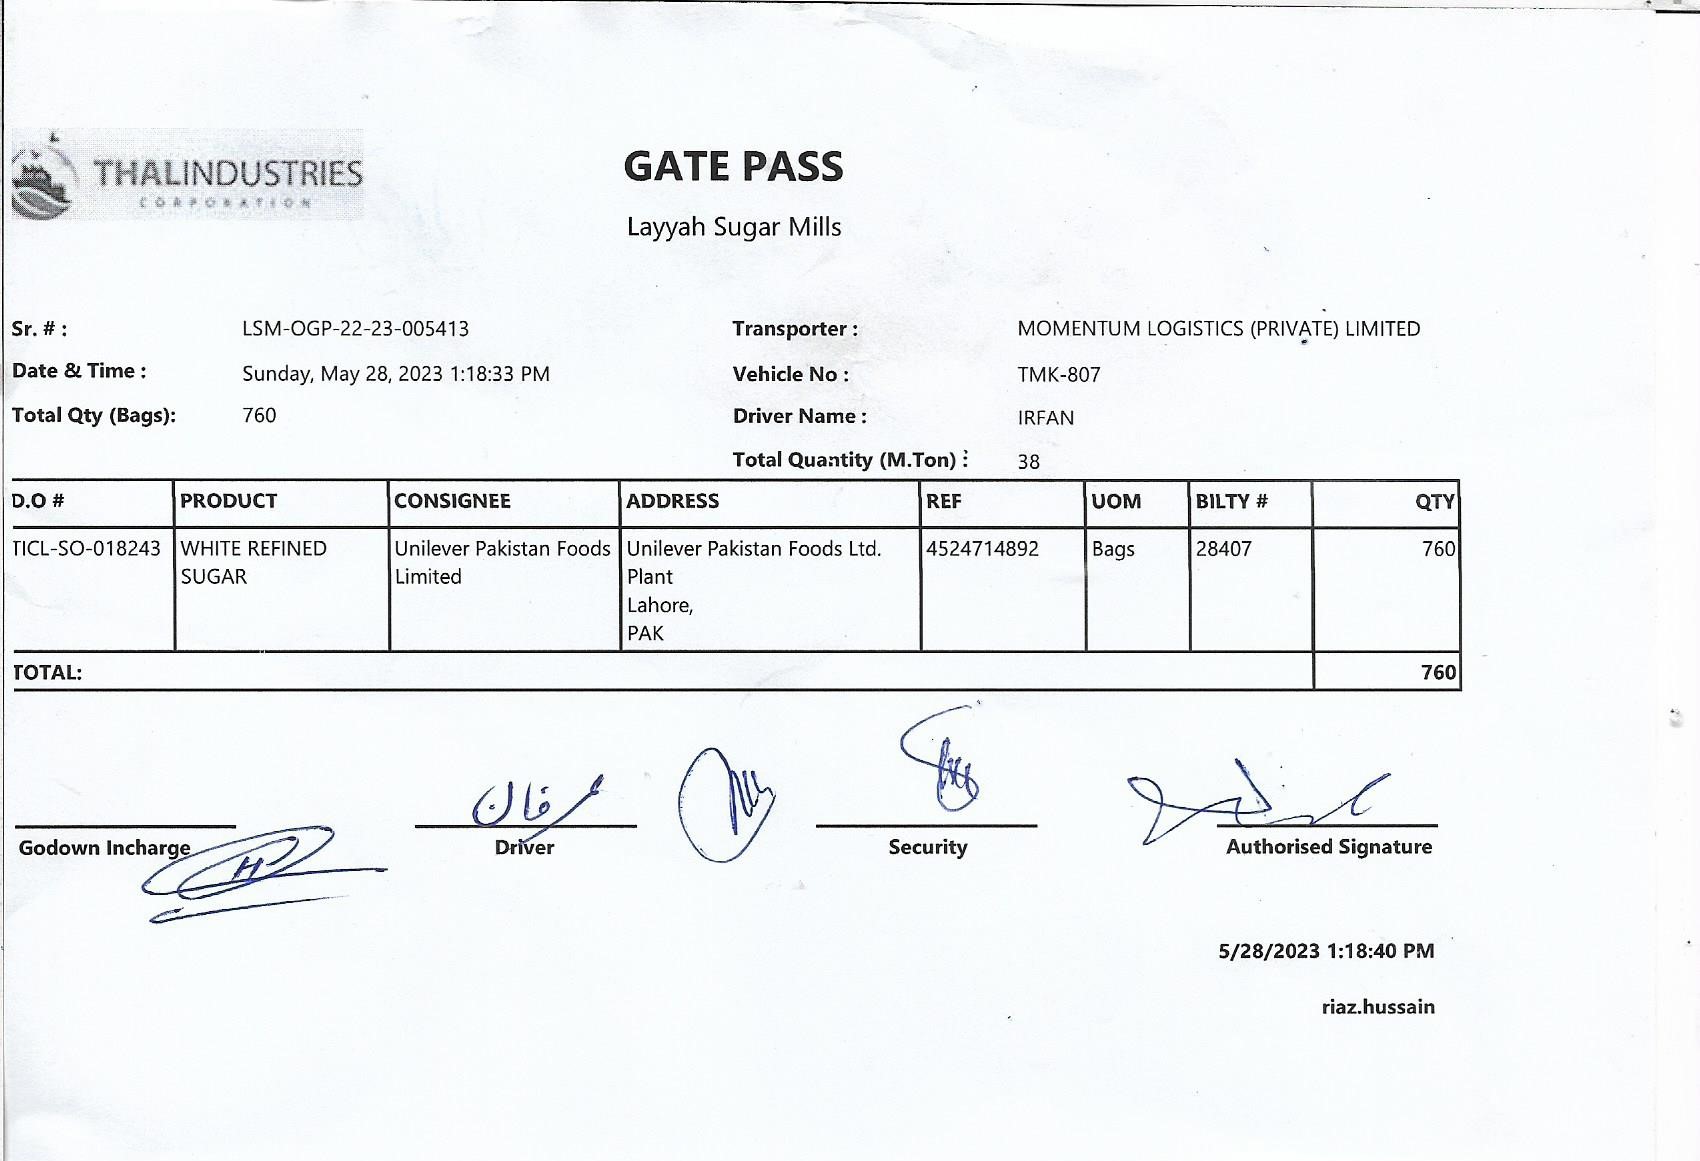 THALINDUSTRIES
CORPORATION
GATE PASS
Layyah Sugar Mills
Sr. # : LSM-OGP-22-23-005413
Transporter : MOMENTUM LOGISTICS (PRIVATE) LIMITED
Date & Time : Sunday, May 28, 2023 1:18:33 PM
Vehicle No : TMK-807
Total Qty (Bags): 760
Driver Name : IRFAN
Total Quantity (M.Ton) : 38
D.O # PRODUCT CONSIGNEE ADDRESS REF UOM BILTY # QTY
TICL-SO-018243 WHITE REFINED Unilever Pakistan Foods Unilever Pakistan Foods Ltd. 4524714892 Bags 28407 760
SUGAR Limited Plant
Lahore,
PAK
TOTAL: 760
عرفان
Godown Incharge Driver Security Authorised Signature
5/28/2023 1:18:40 PM
riaz.hussain